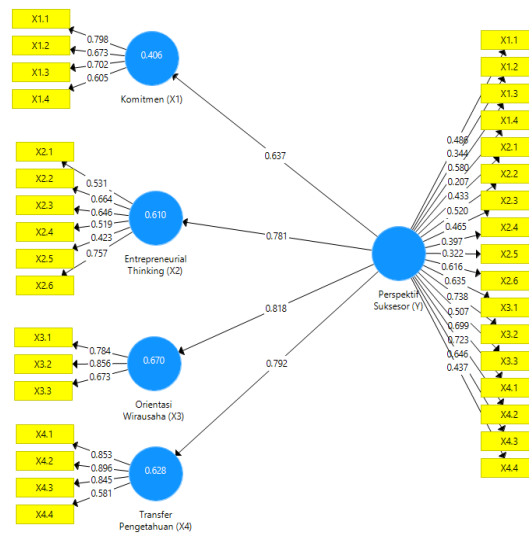 X1.1
X1.2
X1.3
X1.4
0.798
0.673
0.702
0.605
0.406
Komitmen (X1)
X2.1
X2.2
X2.3
X2.4
X2.5
X2.6
0.531
0.664
0.646
0.519
0.423
0.757
0.610
Entrepreneurial
Thinking (X2)
X3.1
X3.2
X3.3
0.784
0.856
0.673
0.670
Orientasi
Wirausaha (X3)
X4.1
X4.2
X4.3
X4.4
0.853
0.896
0.845
0.581
0.628
Transfer
Pengetahuan (X4)
0.637
0.781
0.818
0.792
Perspektif
Suksesor (Y)
0.486
0.344
0.580
0.207
0.433
0.520
0.465
0.397
0.322
0.616
0.635
0.738
0.507
0.699
0.723
0.646
0.437
X1.1
X1.2
X1.3
X1.4
X2.1
X2.2
X2.3
X2.4
X2.5
X2.6
X3.1
X3.2
X3.3
X4.1
X4.2
X4.3
X4.4